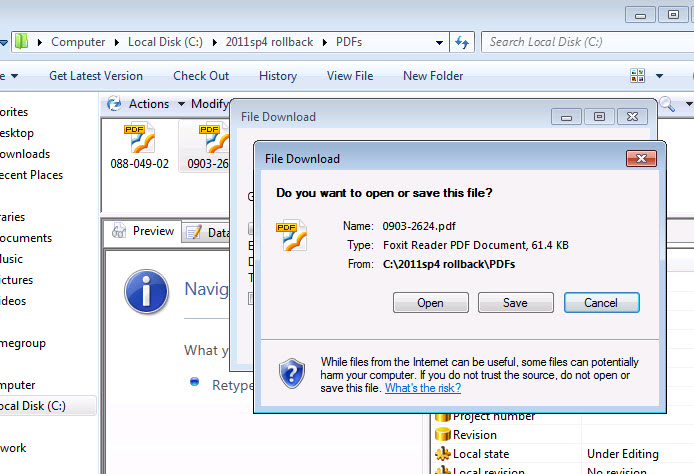 Computer Local Disk (C:) 2011sp4 rollback PDFs
Search Local Disk (C:)
Get Latest Version Check Out History View File New Folder
Actions Modify
File Download
PDF 088-049-02
PDF 0903-26
Preview Data
Navig
What y
Retype
File Download
Do you want to open or save this file?
PDF
Name: 0903-2624.pdf
Type: Foxit Reader PDF Document, 61.4 KB
From: C:\2011sp4 rollback\PDFs
Open Save Cancel
While files from the Internet can be useful, some files can potentially
harm your computer. If you do not trust the source, do not open or
save this file. What's the risk?
orites
esktop
ownloads
ecent Places
raries
ocuments
usic
ctures
deos
megroup
mputer
ocal Disk (C:)
work
Project number
Revision
Local state Under Editing
Local revision